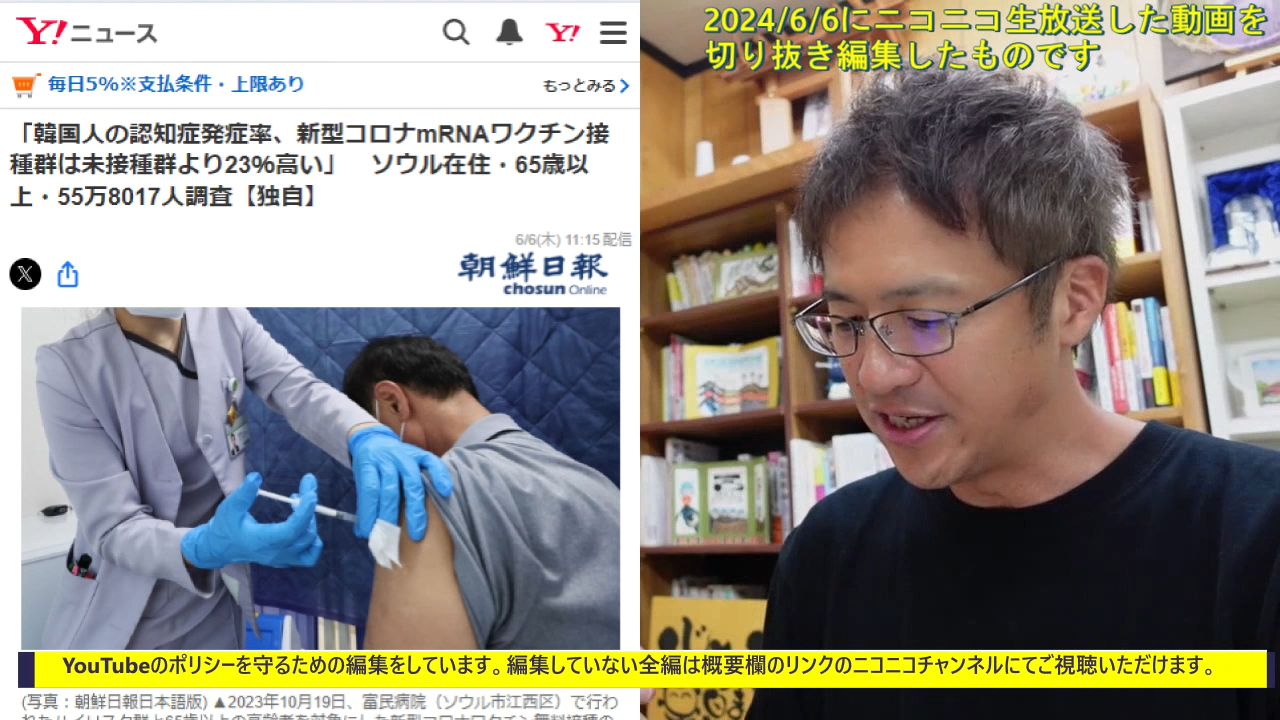 Y!ニュース
毎日5%※支払条件・上限あり
もっとみる
「韓国人の認知症発症率、新型コロナmRNAワクチン接
種群は未接種群より23%高い」　ソウル在住・65歳以
上・55万8017人調査【独自】
6/6(木) 11:15 配信
朝鮮日報
chosun Online
2024/6/6にニコニコ生放送した動画を
切り抜き編集したものです
YouTubeのポリシーを守るための編集をしています。編集していない全編は概要欄のリンクのニコニコチャンネルにてご視聴いただけます。
(写真：朝鮮日報日本語版) ▲2023年10月19日、富民病院（ソウル市江西区）で行わ